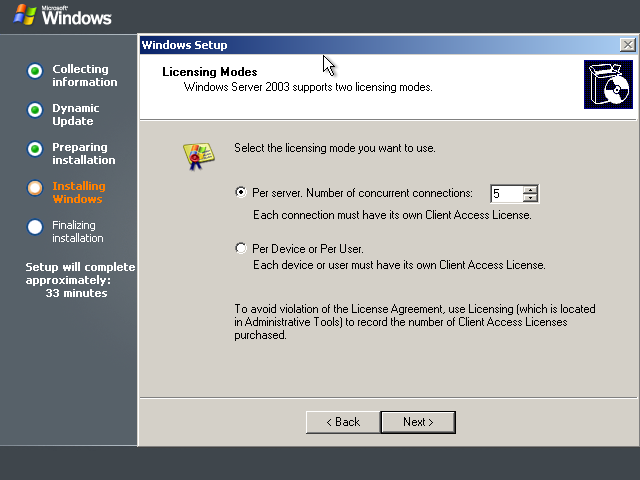 Microsoft
Windows
Windows Setup
Collecting
information
Dynamic
Update
Preparing
installation
Installing
Windows
Finalizing
installation
Setup will complete
approximately:
33 minutes
Licensing Modes
Windows Server 2003 supports two licensing modes.
Select the licensing mode you want to use.
Per server. Number of concurrent connections: 5
Each connection must have its own Client Access License.
Per Device or Per User.
Each device or user must have its own Client Access License.
To avoid violation of the License Agreement, use Licensing (which is located
in Administrative Tools) to record the number of Client Access Licenses
purchased.
< Back Next >